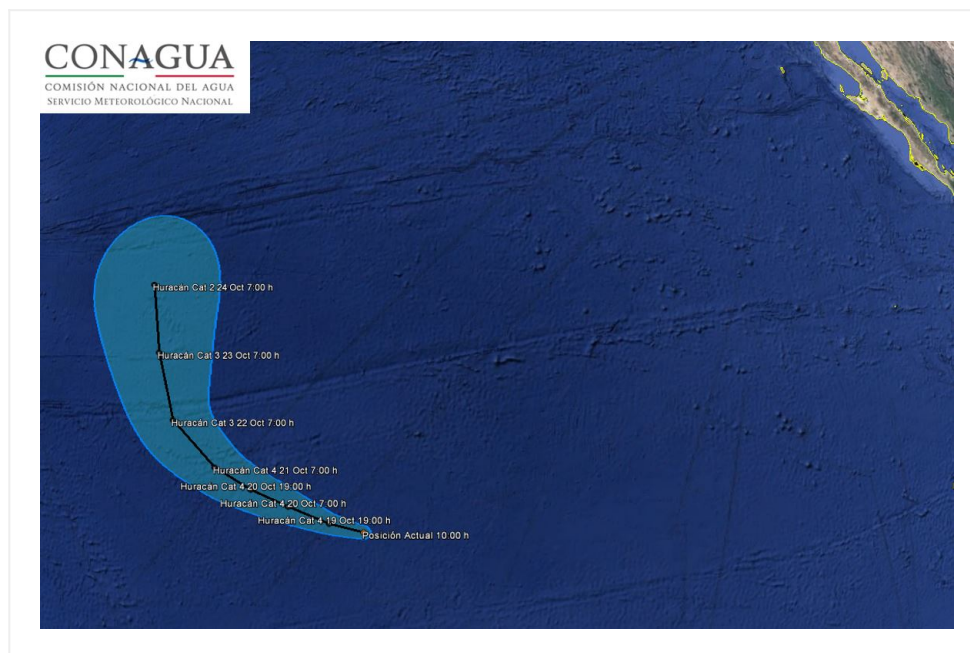 CONAGUA
COMISIÓN NACIONAL DEL AGUA
SERVICIO METEOROLÓGICO NACIONAL
Huracán Cat 2 24 Oct 7:00 h
Huracán Cat 3 23 Oct 7:00 h
Huracán Cat 3 22 Oct 7:00 h
Huracán Cat 4 21 Oct 7:00 h
Huracán Cat 4 20 Oct 19:00 h
Huracán Cat 4 20 Oct 7:00 h
Huracán Cat 4 19 Oct 19:00 h
Posición Actual 10:00 h